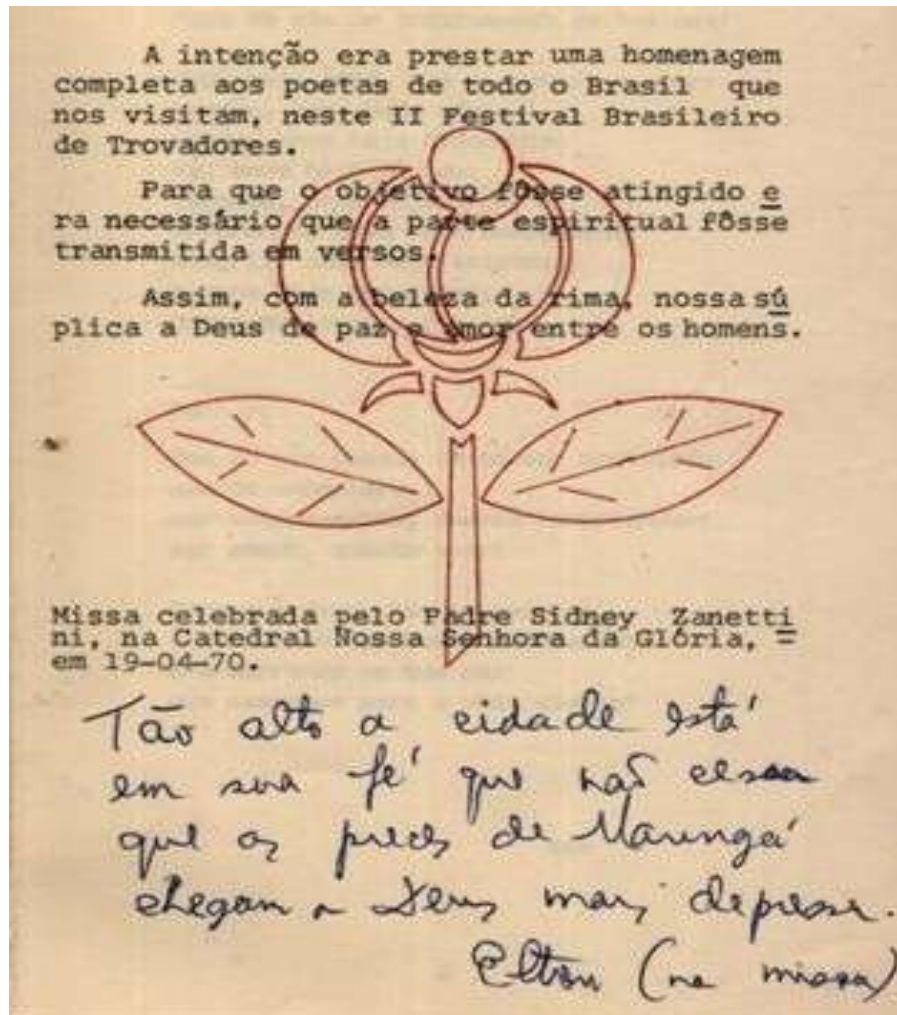 A intenção era prestar uma homenagem
completa aos poetas de todo o Brasil que
nos visitam, neste II Festival Brasileiro
de Trovadores.
Para que o objetivo fôsse atingido e
ra necessário que a parte espiritual fôsse
transmitida em versos.
Assim, com a beleza da rima, nossa sú
plica a Deus de paz e amor entre os homens.
Missa celebrada pelo Padre Sidney Zanetti
ni, na Catedral Nossa Senhora da Glória, =
em 19-04-70.
Tão alto a cidade está
em sua fé que não cessa
que as preces de Maringá
chegam a Deus mais depressa.
Elton (na missa)